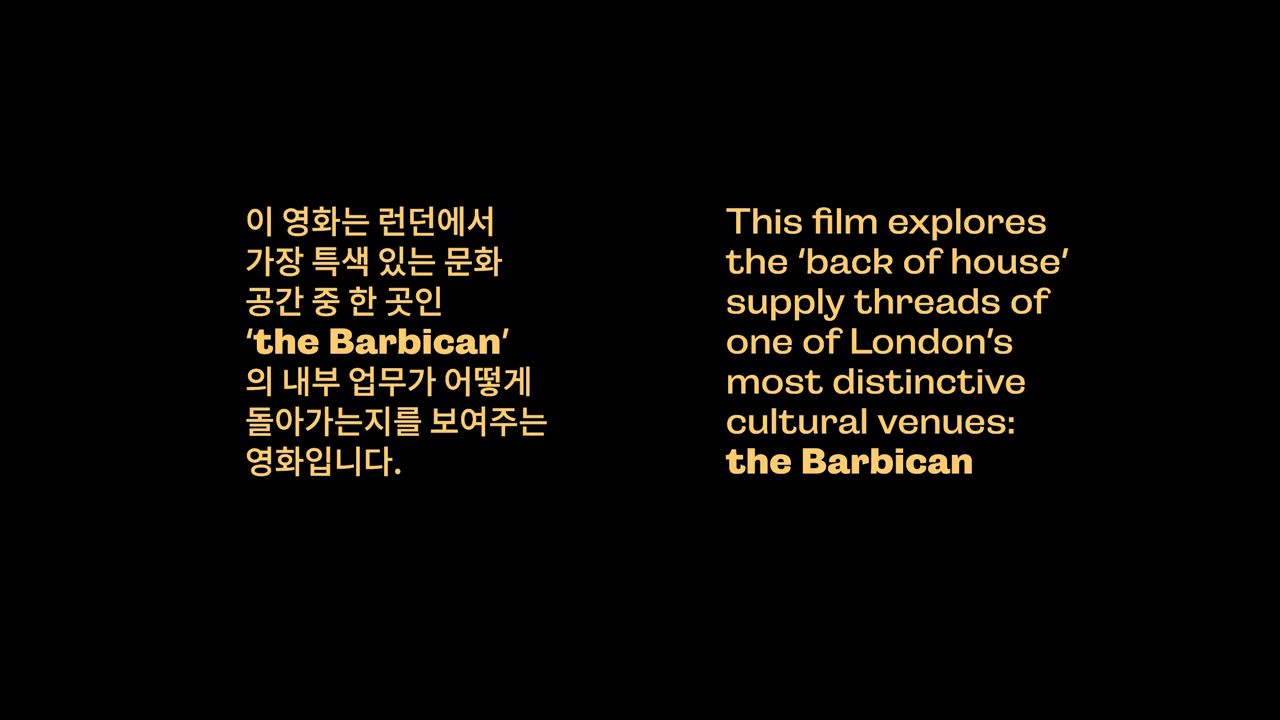 이 영화는 런던에서
가장 특색 있는 문화
공간 중 한 곳인
‘the Barbican’
의 내부 업무가 어떻게
돌아가는지를 보여주는
영화입니다.
This film explores
the ‘back of house’
supply threads of
one of London’s
most distinctive
cultural venues:
the Barbican